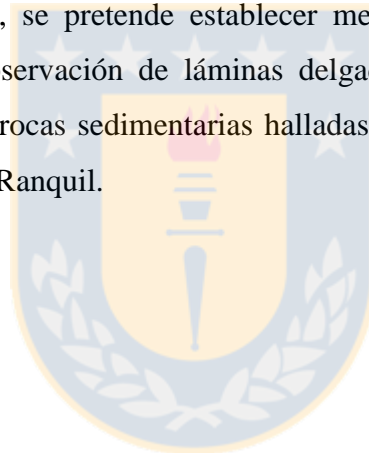 , se pretende establecer me
servación de láminas delga
rocas sedimentarias halladas
Ranquil.